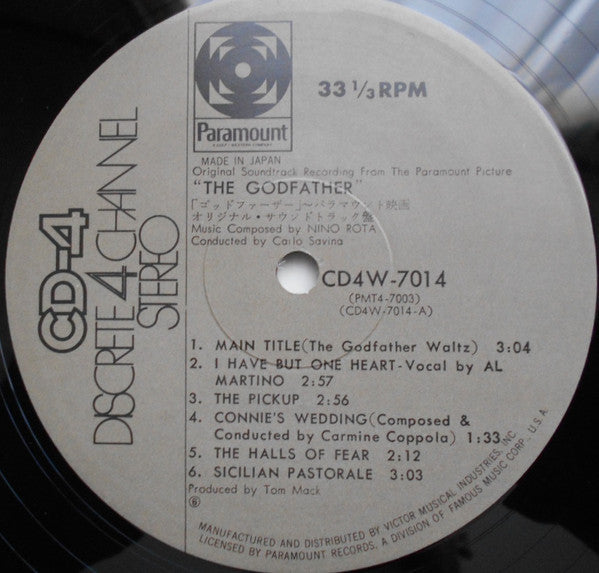 33 1/3 RPM
Paramount
A GULF + WESTERN COMPANY
MADE IN JAPAN
Original Soundtrack Recording From The Paramount Picture
"THE GODFATHER"
「ゴッドファーザー」～パラマウント映画
オリジナル・サウンドトラック盤
Music Composed by NINO ROTA
Conducted by Carlo Savina
CD-4
DISCRETE 4 CHANNEL
STEREO
CD4W-7014
(PMT4-7003)
(CD4W-7014-A)
1. MAIN TITLE(The Godfather Waltz) 3:04
2. I HAVE BUT ONE HEART-Vocal by AL
MARTINO 2:57
3. THE PICKUP 2:56
4. CONNIE'S WEDDING(Composed &
Conducted by Carmine Coppola) 1:33
5. THE HALLS OF FEAR 2:12
6. SICILIAN PASTORALE 3:03
Produced by Tom Mack
MANUFACTURED AND DISTRIBUTED BY VICTOR MUSICAL INDUSTRIES, INC
LICENSED BY PARAMOUNT RECORDS, A DIVISION OF FAMOUS MUSIC CORP. U.S.A.